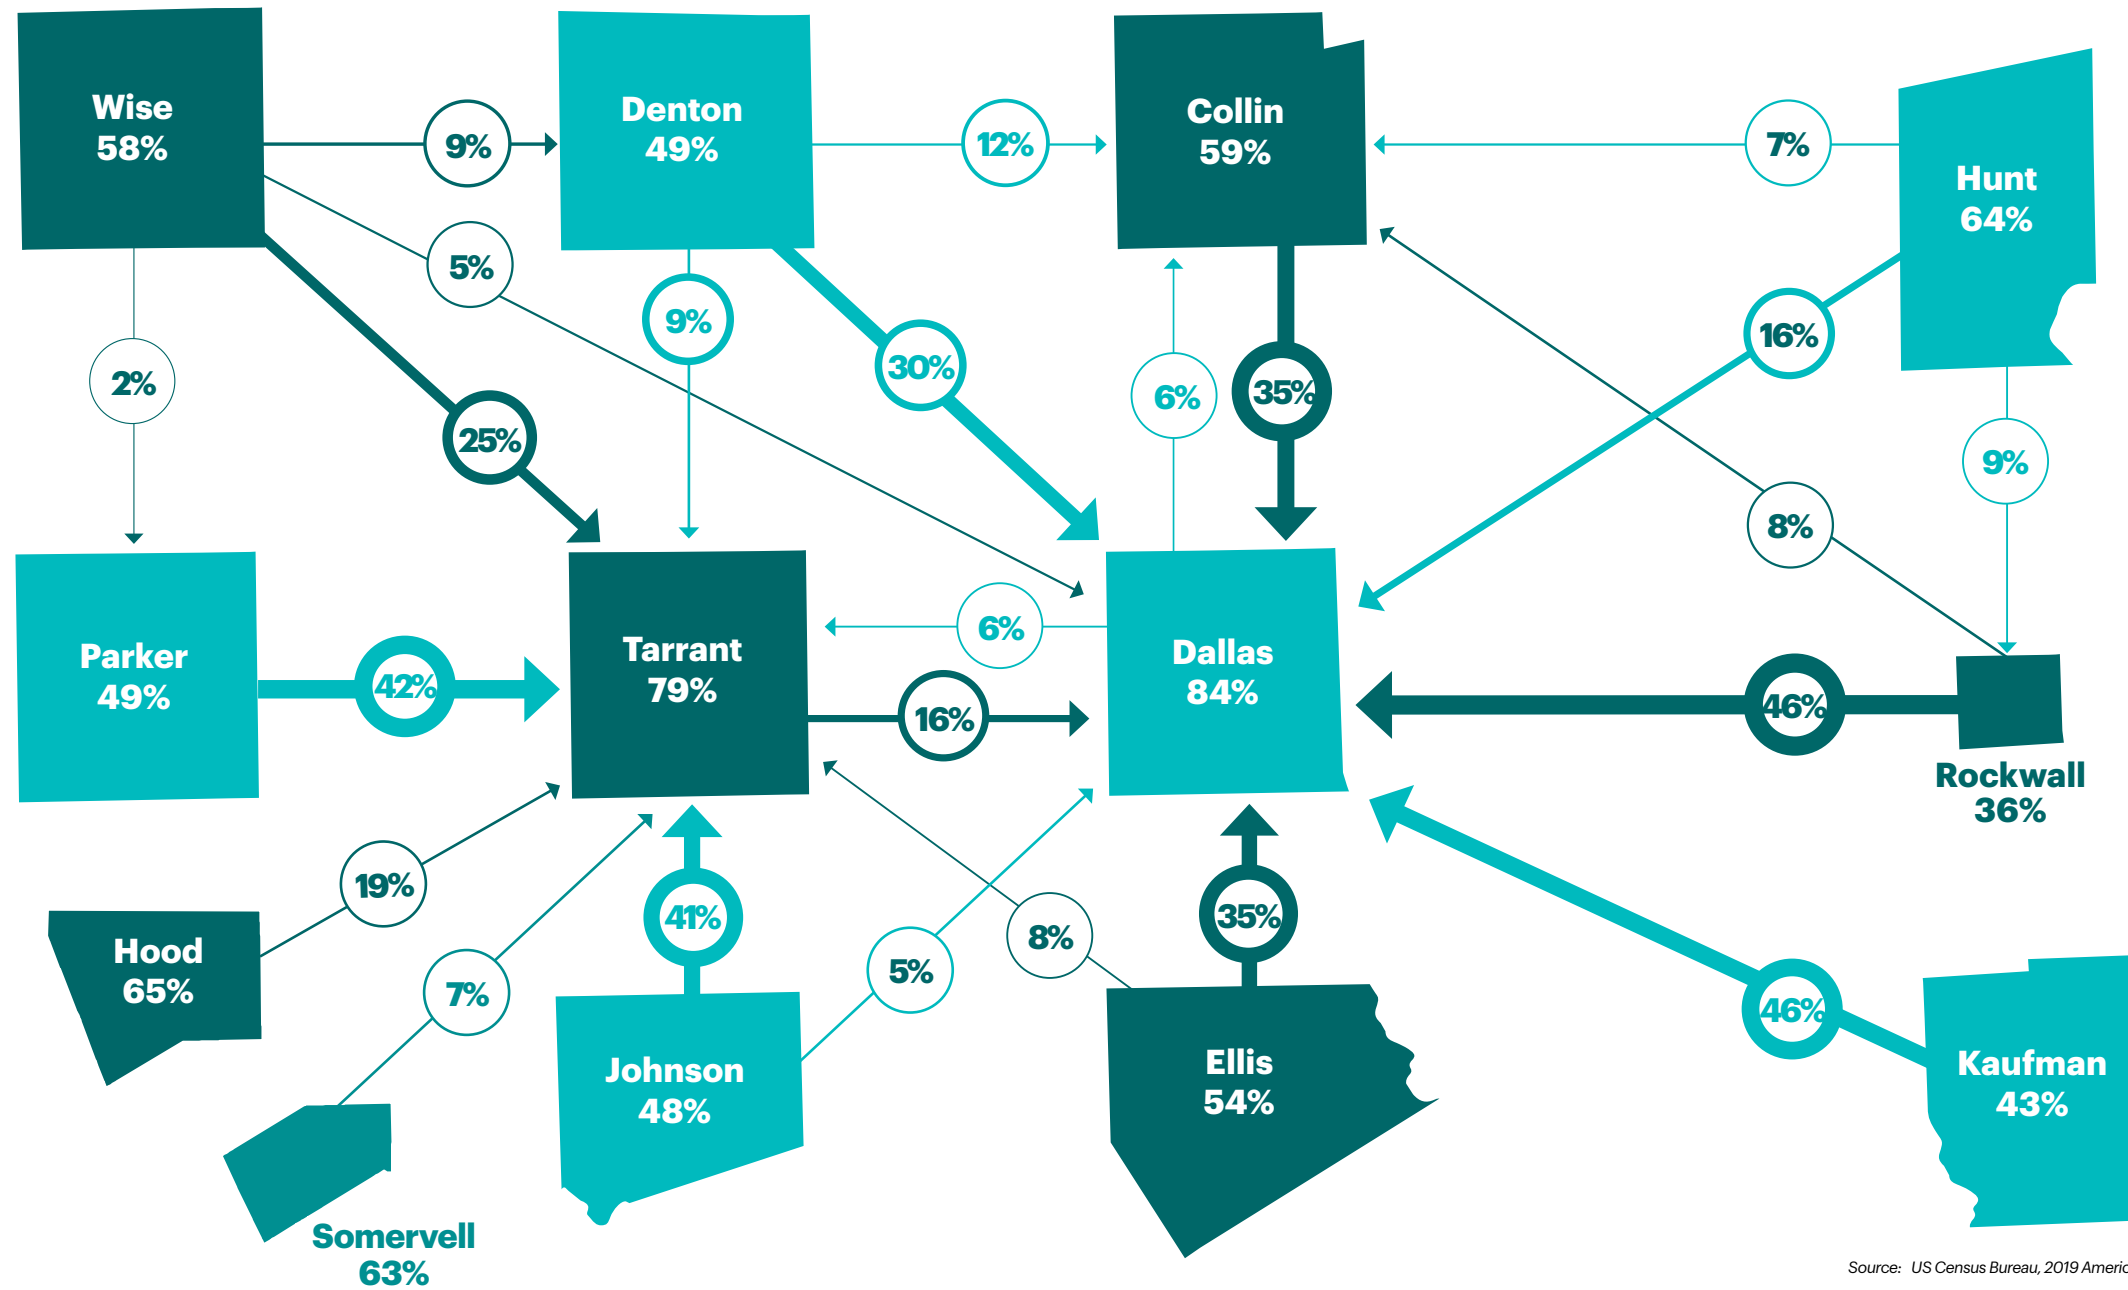 Wise
58%
9%
Denton
49%
12%
Collin
59%
7%
Hunt
64%
5%
9%
30%
6%
35%
16%
2%
25%
9%
8%
Parker
49%
42%
Tarrant
79%
6%
16%
Dallas
84%
46%
Rockwall
36%
19%
Hood
65%
7%
41%
5%
8%
35%
46%
Johnson
48%
Ellis
54%
Kaufman
43%
Somervell
63%
Source: US Census Bureau, 2019 Americ